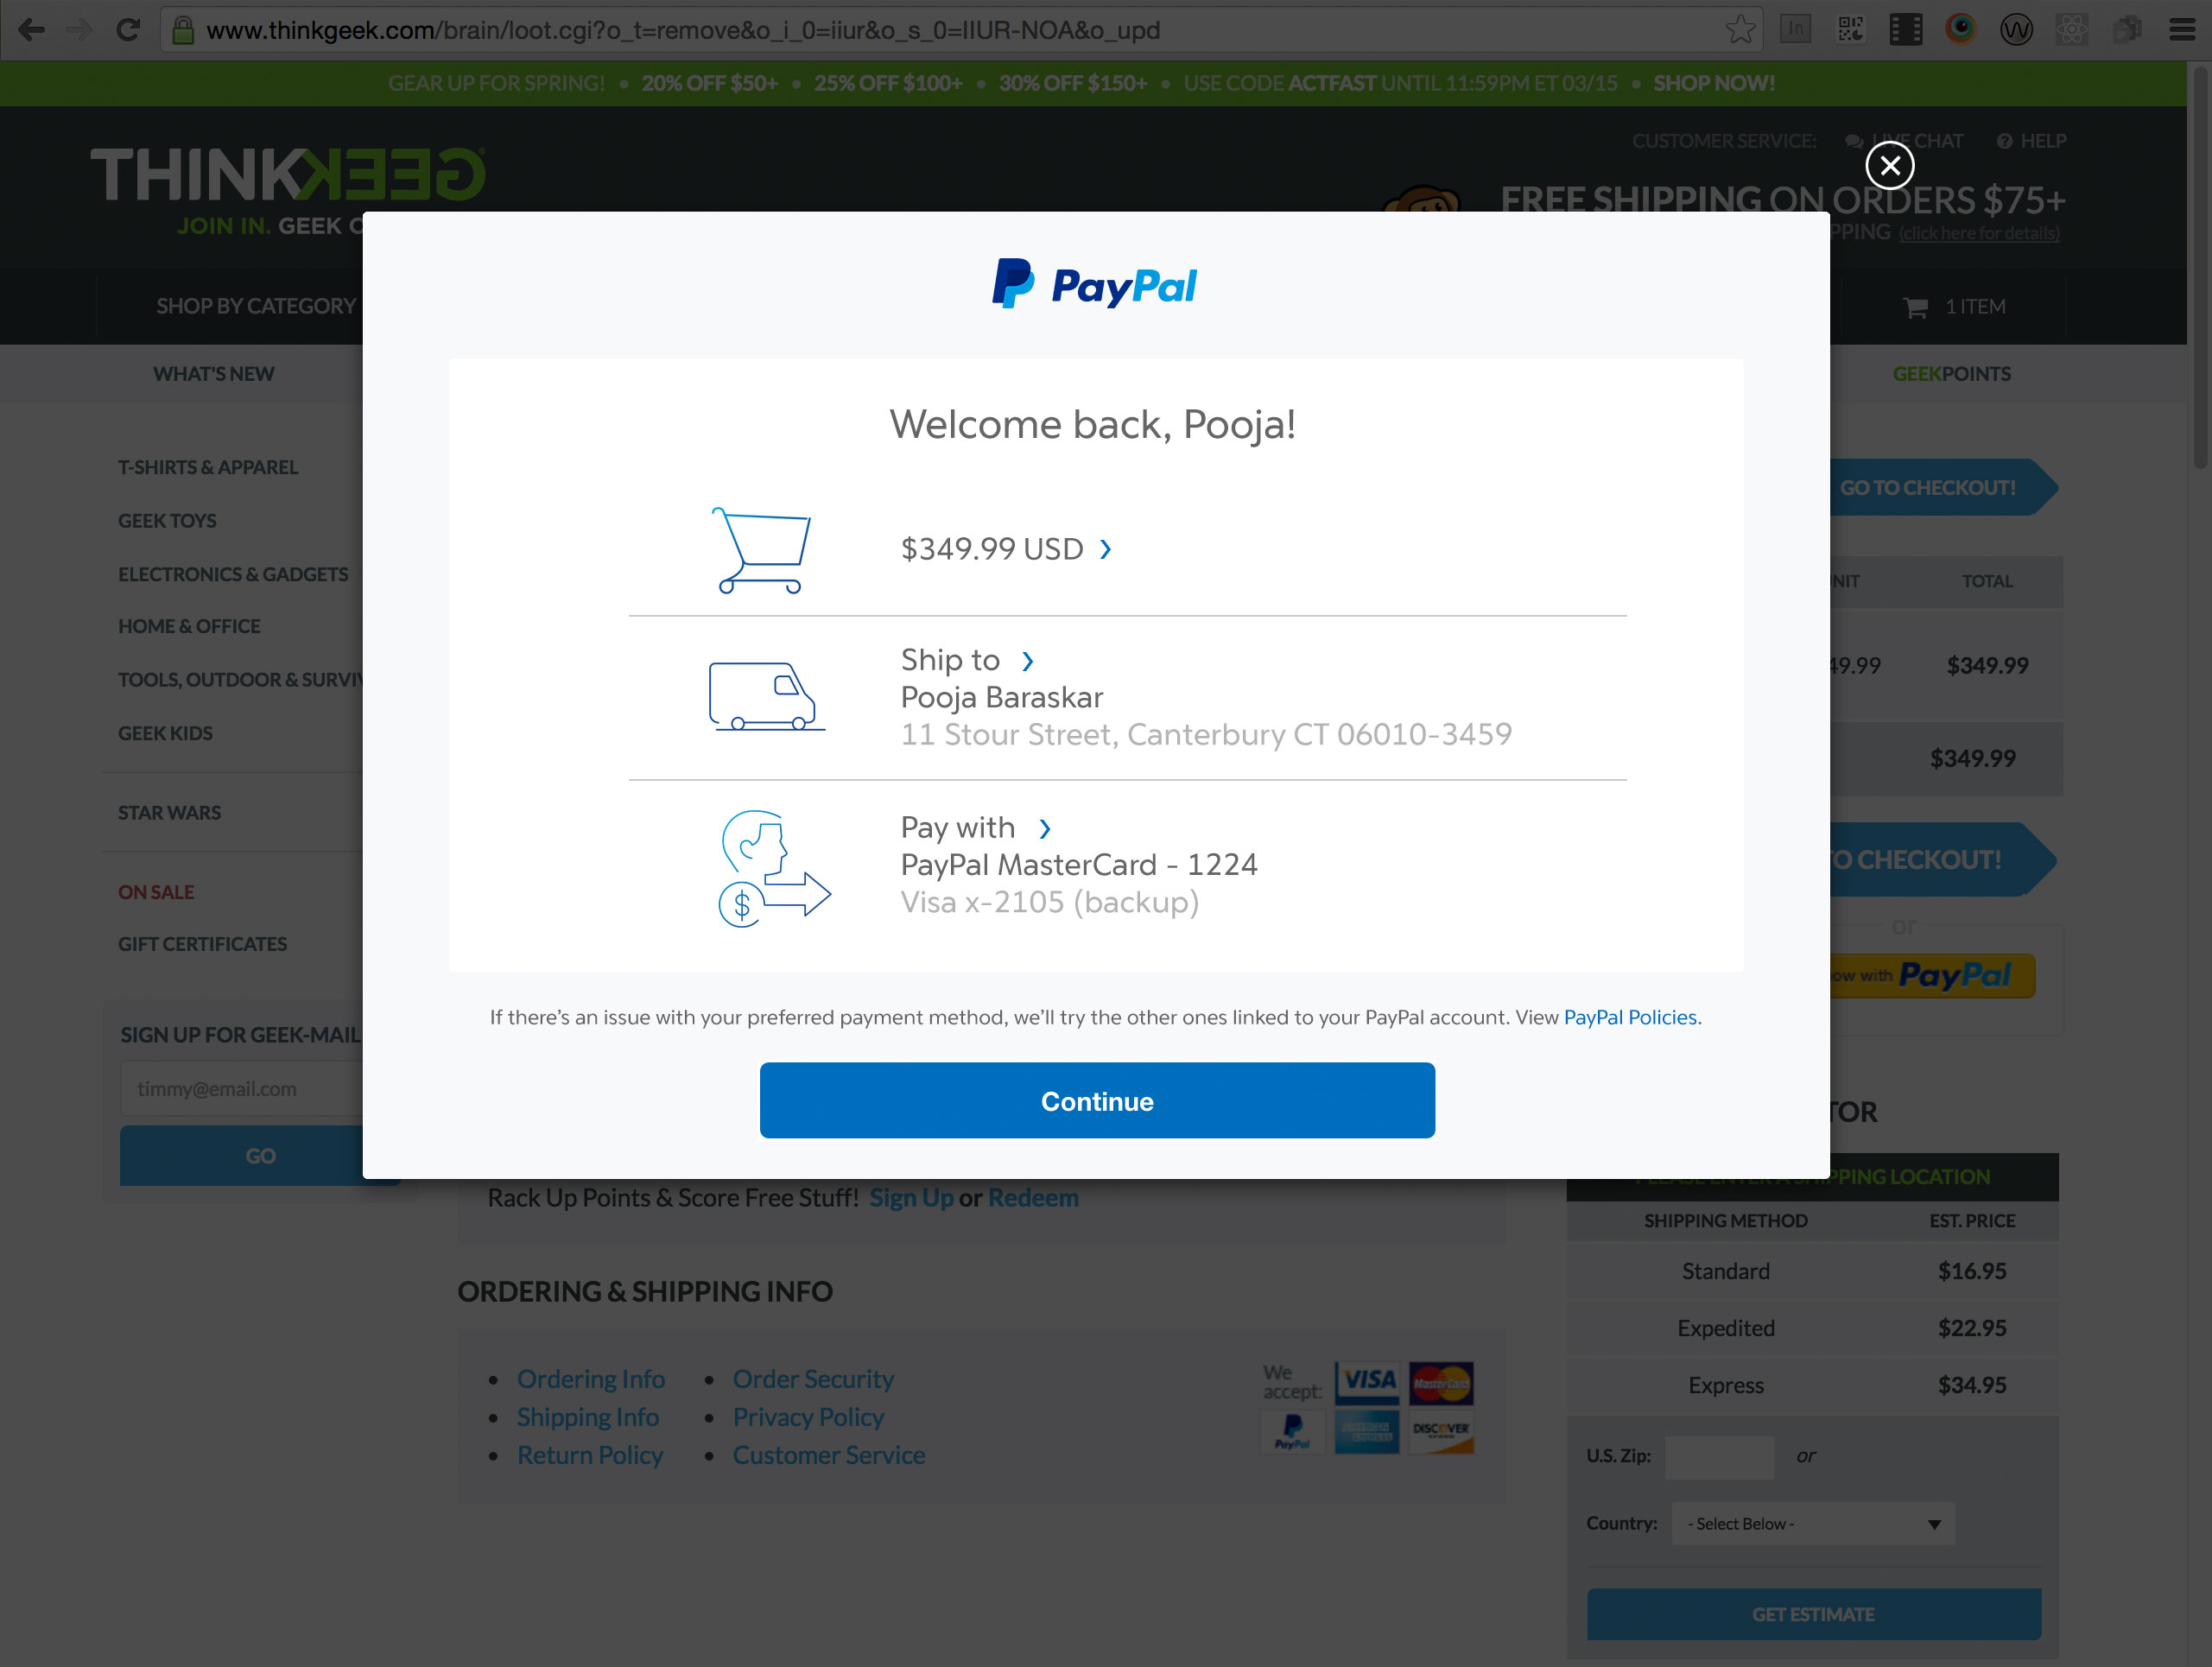 www.thinkgeek.com/brain/loot.cgi?o_t=remove&o_i_0=iiur&o_s_0=IIUR-NOA&o_upd
In
GEAR UP FOR SPRING! • 20% OFF $50+ • 25% OFF $100+ • 30% OFF $150+ • USE CODE ACTFAST UNTIL 11:59PM ET 03/15 • SHOP NOW!
CUSTOMER SERVICE: LIVE CHAT HELP
THINKGEEK
JOIN IN. GEEK O
FREE SHIPPING ON ORDERS $75+
PPING (click here for details)
SHOP BY CATEGORY
1 ITEM
WHAT'S NEW
GEEKPOINTS
T-SHIRTS & APPAREL
GEEK TOYS
ELECTRONICS & GADGETS
HOME & OFFICE
TOOLS, OUTDOOR & SURVIV
GEEK KIDS
STAR WARS
ON SALE
GIFT CERTIFICATES
SIGN UP FOR GEEK-MAIL
timmy@email.com
GO
PayPal
Welcome back, Pooja!
$349.99 USD
Ship to
Pooja Baraskar
11 Stour Street, Canterbury CT 06010-3459
Pay with
PayPal MasterCard - 1224
Visa x-2105 (backup)
If there's an issue with your preferred payment method, we'll try the other ones linked to your PayPal account. View PayPal Policies.
Continue
GO TO CHECKOUT!
NIT TOTAL
49.99 $349.99
$349.99
O CHECKOUT!
or
ow with PayPal
Rack Up Points & Score Free Stuff! Sign Up or Redeem
ORDERING & SHIPPING INFO
Ordering Info
Shipping Info
Return Policy
Order Security
Privacy Policy
Customer Service
We accept:
VISA
MasterCard
PayPal
AMERICAN EXPRESS
DISCOVER
TOR
PLEASE ENTER A SHIPPING LOCATION
SHIPPING METHOD EST. PRICE
Standard $16.95
Expedited $22.95
Express $34.95
U.S. Zip: or
Country: - Select Below -
GET ESTIMATE